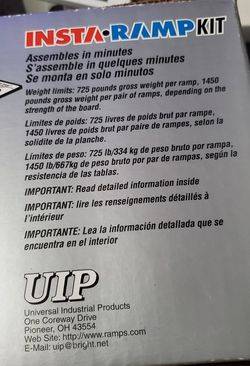 INSTA·RAMP KIT
Assembles in minutes
S'assemble in quelques minutes
Se monta en solo minutos
Weight limits: 725 pounds gross weight per ramp, 1450
pounds gross weight per pair of ramps, depending on the
strength of the board.
Limites de poids: 725 livres de poids brut par rampe,
1450 livres de poids brut par paire de rampes, selon la
solidite de la planche.
Límites de peso: 725 lb/334 kg de peso bruto por rampa,
1450 lb/667kg de peso bruto por par de rampas, según la
resistencia de las tablas.
IMPORTANT: Read detailed information inside
IMPORTANT: lire les renseignements détaillés à
l'intérieur
IMPORTANTE: Lea la información detallada que se
encuentra en el interior
UIP
Universal Industrial Products
One Coreway Drive
Pioneer, OH 43554
Web Site: http://www.ramps.com
E-Mail: uip@bright.net